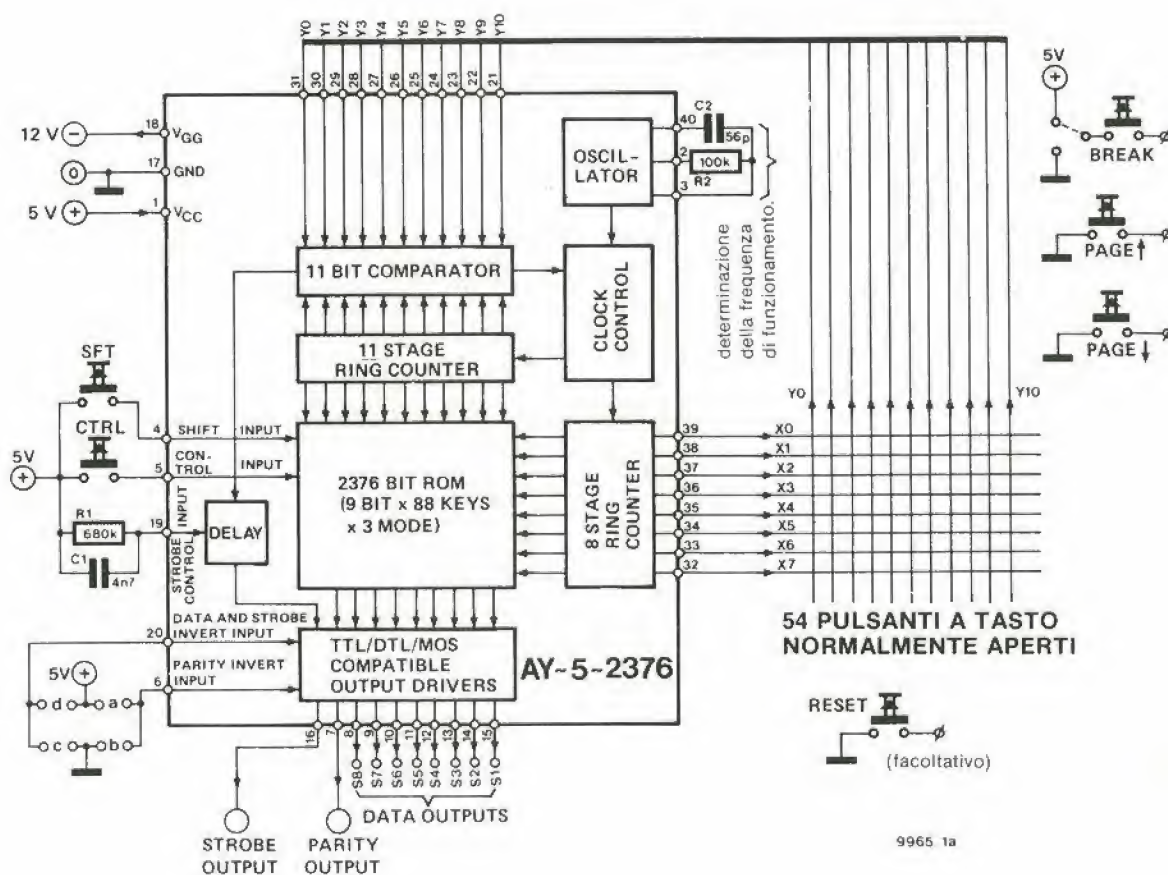 Y0 Y1 Y2 Y3 Y4 Y5 Y6 Y7 Y8 Y9 Y10
31 30 29 28 27 26 25 24 23 22 21
12 V
18
VGG
0
17
GND
5 V
1
VCC
OSCIL-
LATOR
40
C2
56p
2
100k
R2
3
determinazione
della frequenza
di funzionamento.
5V
BREAK
PAGE
PAGE
11 BIT COMPARATOR
CLOCK
CONTROL
11 STAGE
RING COUNTER
SFT
CTRL
5V
4
SHIFT INPUT
5
CON-
TROL
INPUT
R1
680k
C1
4n7
19
INPUT
STROBE
CONTROL
DELAY
2376 BIT ROM
(9 BIT x 88 KEYS
x 3 MODE)
8 STAGE
RING
COUNTER
Y0
Y10
39 X0
38 X1
37 X2
36 X3
35 X4
34 X5
33 X6
32 X7
54 PULSANTI A TASTO
NORMALMENTE APERTI
DATA AND STROBE
20
INVERT INPUT
PARITY INVERT
6
INPUT
5V
d a
c b
TTL/DTL/MOS
COMPATIBLE
OUTPUT DRIVERS
AY-5-2376
16 7 8 9 10 11 12 13 14 15
S8 S7 S6 S5 S4 S3 S2 S1
DATA OUTPUTS
STROBE
OUTPUT
PARITY
OUTPUT
RESET
(facoltativo)
9965 1a